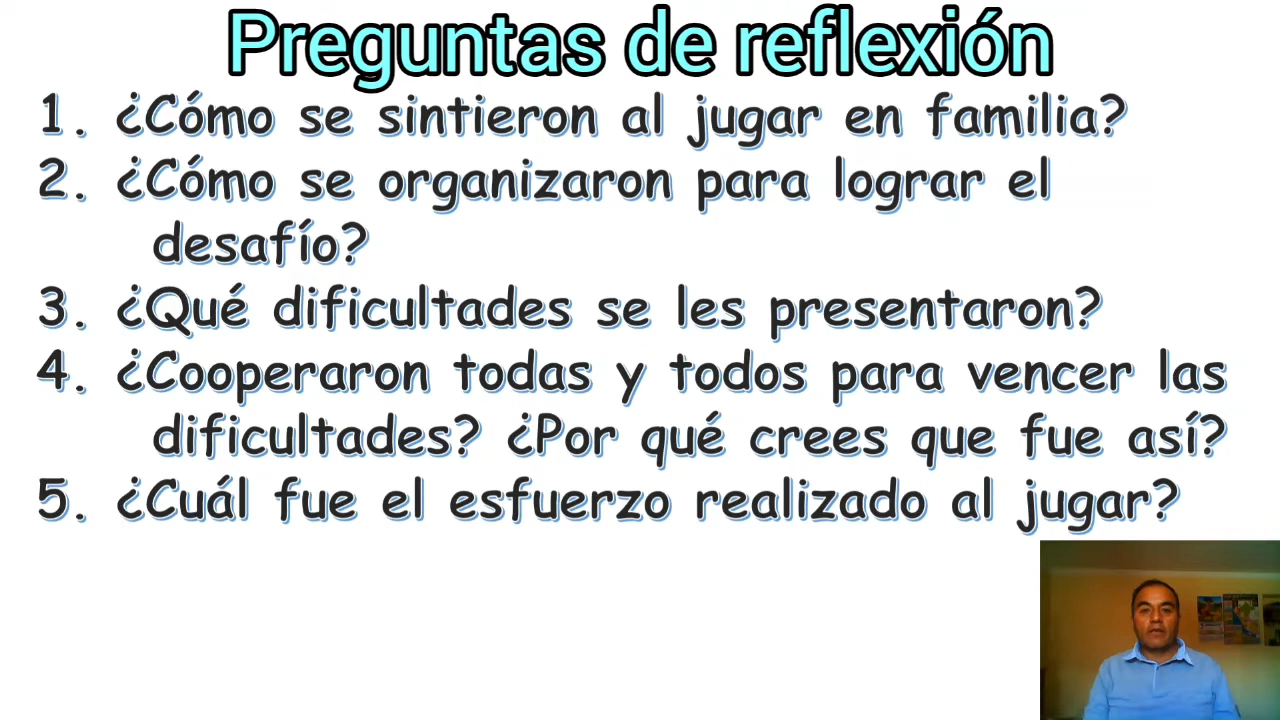 Preguntas de reflexión
1. ¿Cómo se sintieron al jugar en familia?
2. ¿Cómo se organizaron para lograr el
desafío?
3. ¿Qué dificultades se les presentaron?
4. ¿Cooperaron todas y todos para vencer las
dificultades? ¿Por qué crees que fue así?
5. ¿Cuál fue el esfuerzo realizado al jugar?